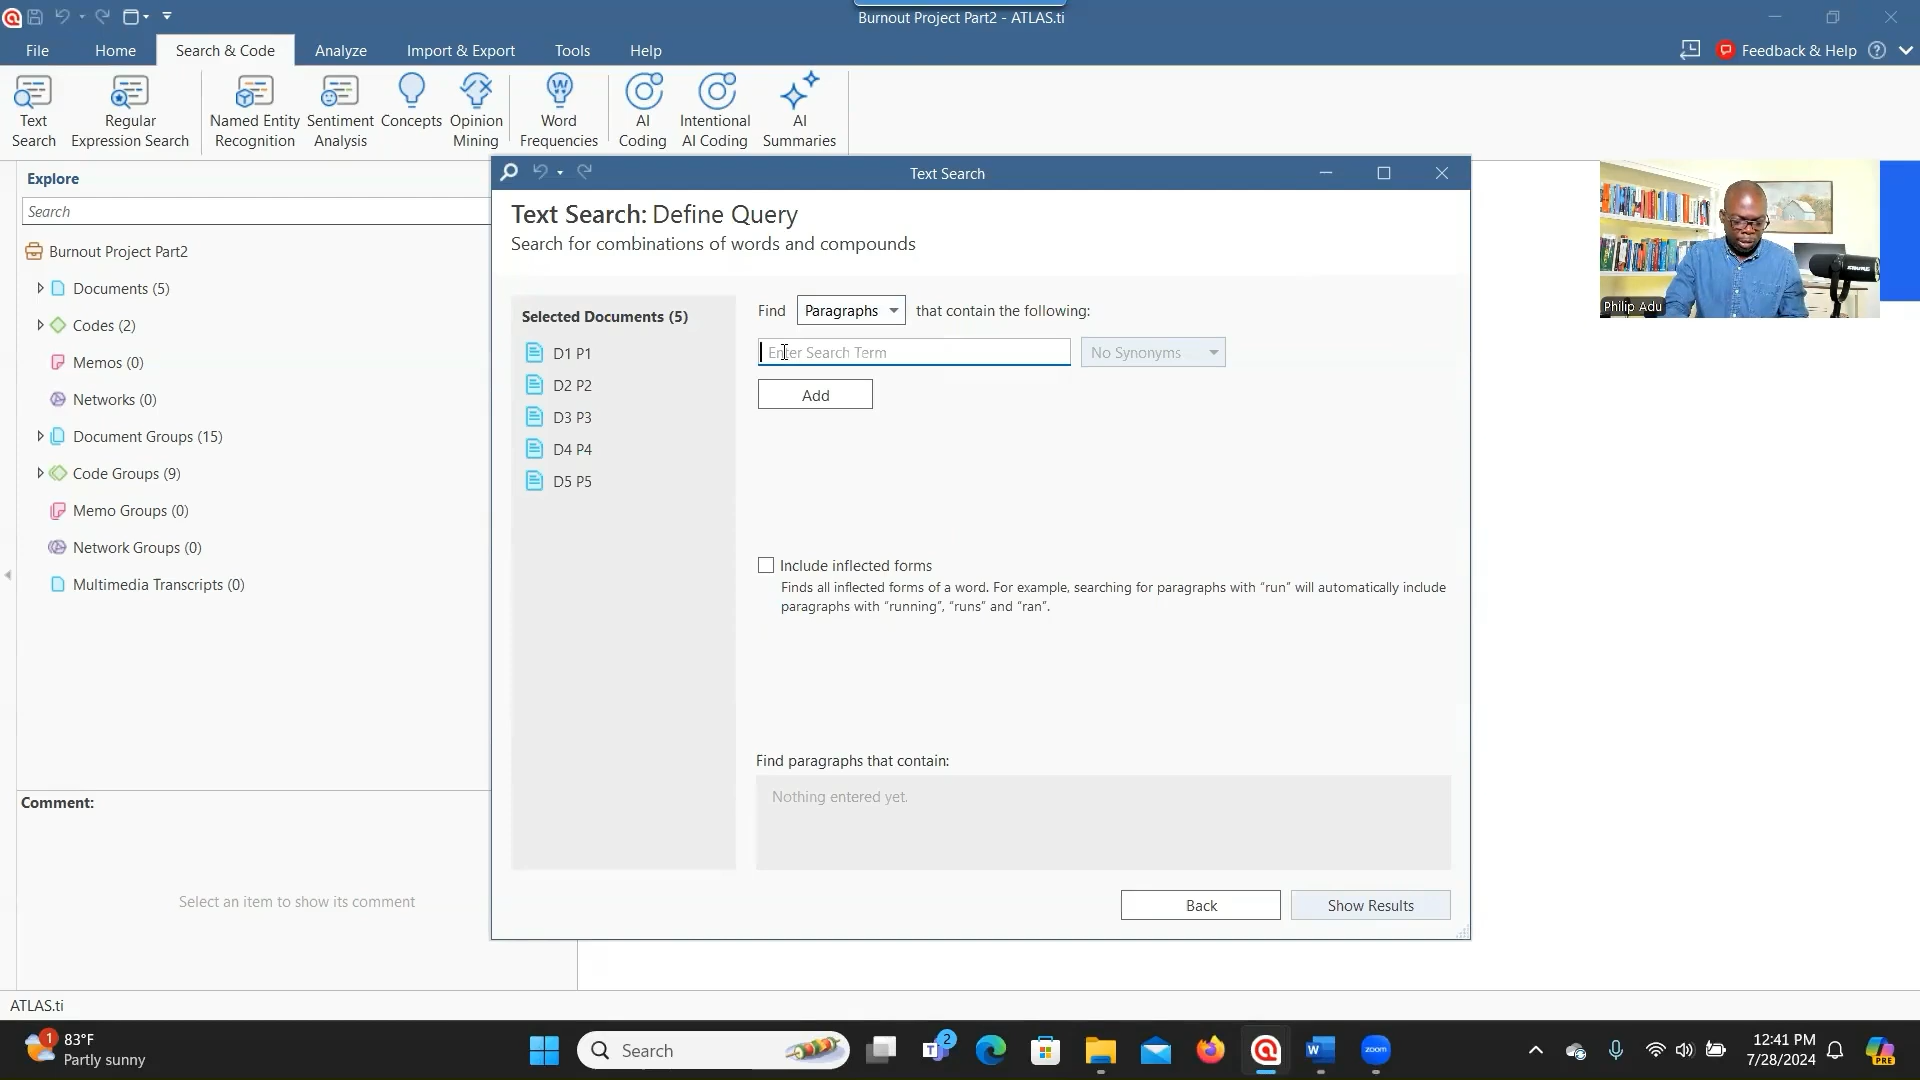 Burnout Project Part2 - ATLAS.ti
File
Home
Search & Code
Analyze
Import & Export
Tools
Help
Feedback & Help
Text Search
Regular Expression Search
Named Entity Recognition
Sentiment Analysis
Concepts
Opinion Mining
Word Frequencies
AI Coding
Intentional AI Coding
AI Summaries
Explore
Search
Burnout Project Part2
Documents (5)
Codes (2)
Memos (0)
Networks (0)
Document Groups (15)
Code Groups (9)
Memo Groups (0)
Network Groups (0)
Multimedia Transcripts (0)
Comment:
Select an item to show its comment
Text Search
Text Search: Define Query
Search for combinations of words and compounds
Selected Documents (5)
D1 P1
D2 P2
D3 P3
D4 P4
D5 P5
Find Paragraphs that contain the following:
Enter Search Term
No Synonyms
Add
Include inflected forms
Finds all inflected forms of a word. For example, searching for paragraphs with “run” will automatically include
paragraphs with “running”, “runs” and “ran”.
Find paragraphs that contain:
Nothing entered yet.
Back
Show Results
Philip Adu
SHURE
ATLAS.ti
1
83°F
Partly sunny
Search
2
zoom
12:41 PM
7/28/2024
PRE